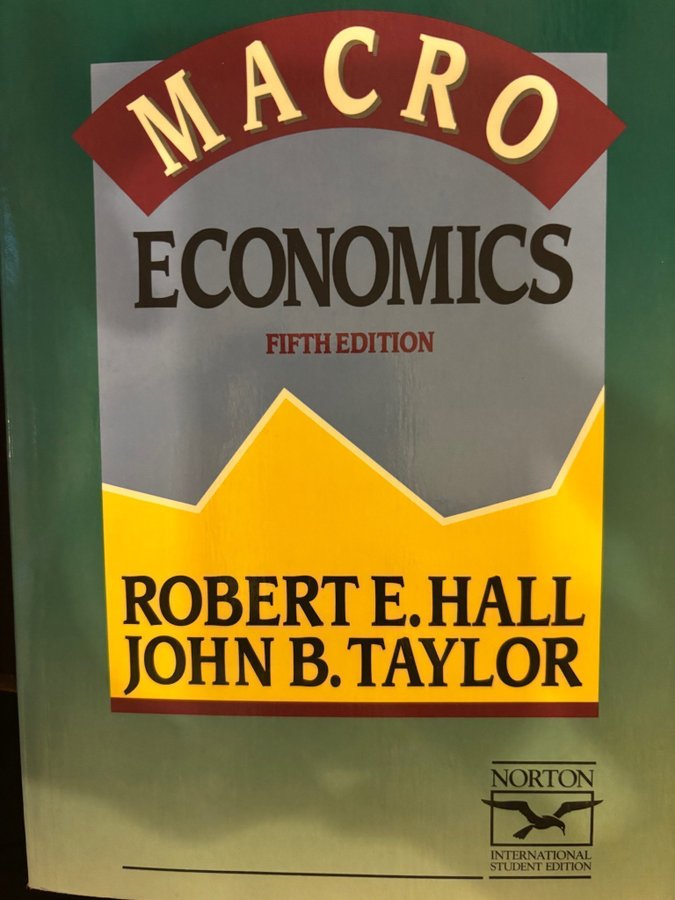 MACRO
ECONOMICS
FIFTH EDITION
ROBERT E. HALL
JOHN B. TAYLOR
NORTON
INTERNATIONAL
STUDENT EDITION